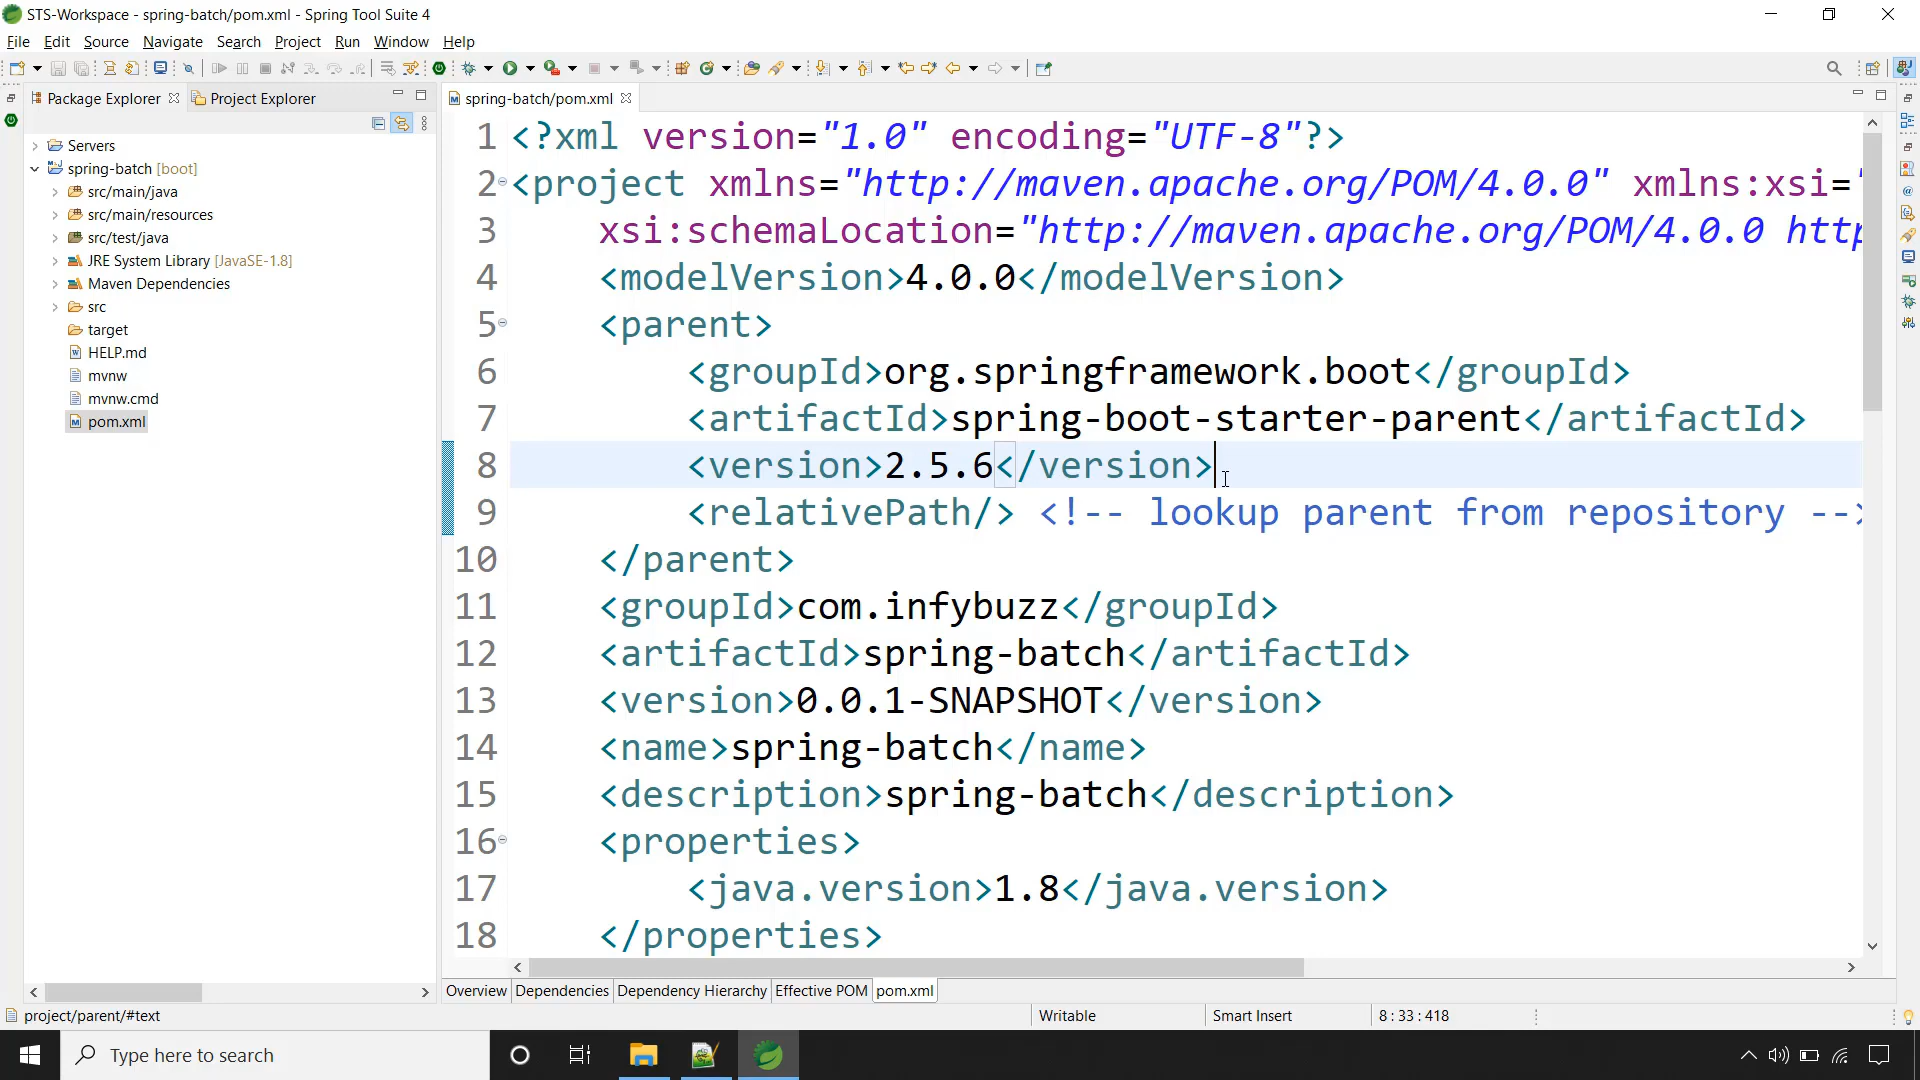 STS-Workspace - spring-batch/pom.xml - Spring Tool Suite 4
File Edit Source Navigate Search Project Run Window Help
Package Explorer Project Explorer
Servers
spring-batch [boot]
src/main/java
src/main/resources
src/test/java
JRE System Library [JavaSE-1.8]
Maven Dependencies
src
target
HELP.md
mvnw
mvnw.cmd
pom.xml
spring-batch/pom.xml
1 <?xml version="1.0" encoding="UTF-8"?>
2 <project xmlns="http://maven.apache.org/POM/4.0.0" xmlns:xsi="
3 xsi:schemaLocation="http://maven.apache.org/POM/4.0.0 http
4 <modelVersion>4.0.0</modelVersion>
5 <parent>
6 <groupId>org.springframework.boot</groupId>
7 <artifactId>spring-boot-starter-parent</artifactId>
8 <version>2.5.6</version>
9 <relativePath/> <!-- lookup parent from repository -->
10 </parent>
11 <groupId>com.infybuzz</groupId>
12 <artifactId>spring-batch</artifactId>
13 <version>0.0.1-SNAPSHOT</version>
14 <name>spring-batch</name>
15 <description>spring-batch</description>
16 <properties>
17 <java.version>1.8</java.version>
18 </properties>
Overview Dependencies Dependency Hierarchy Effective POM pom.xml
project/parent/#text Writable Smart Insert 8 : 33 : 418
Type here to search